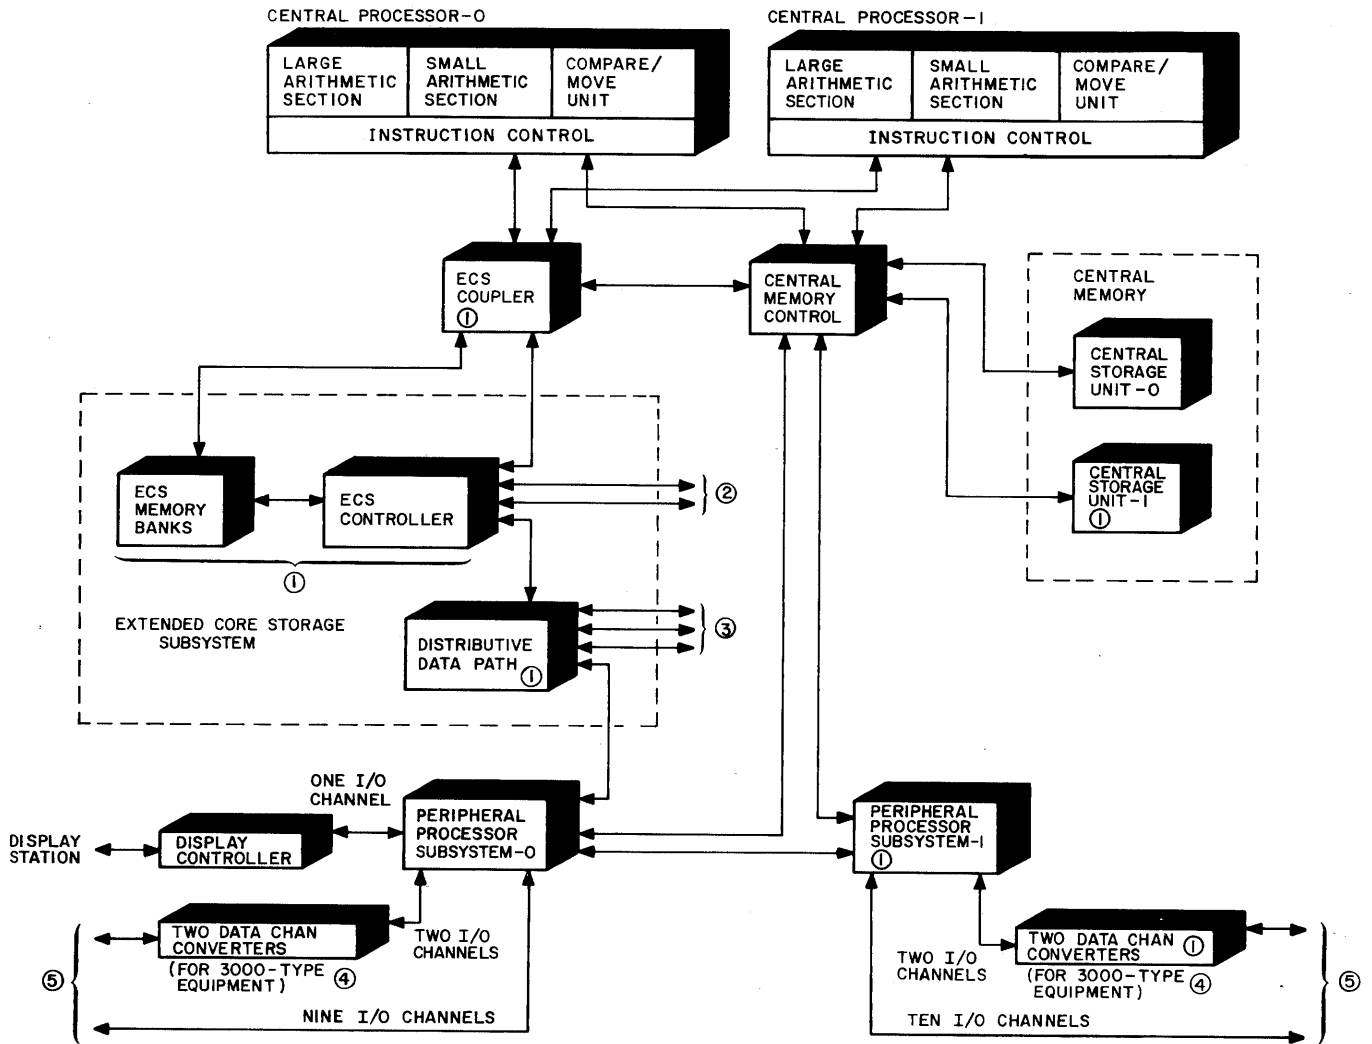 CENTRAL PROCESSOR-0
LARGE
ARITHMETIC
SECTION
SMALL
ARITHMETIC
SECTION
COMPARE/
MOVE
UNIT
INSTRUCTION CONTROL
CENTRAL PROCESSOR-1
LARGE
ARITHMETIC
SECTION
SMALL
ARITHMETIC
SECTION
COMPARE/
MOVE
UNIT
INSTRUCTION CONTROL
ECS
COUPLER
①
CENTRAL
MEMORY
CONTROL
CENTRAL
MEMORY
CENTRAL
STORAGE
UNIT-0
CENTRAL
STORAGE
UNIT-1
①
ECS
MEMORY
BANKS
ECS
CONTROLLER
②
①
EXTENDED CORE STORAGE
SUBSYSTEM
DISTRIBUTIVE
DATA PATH
①
③
ONE I/O
CHANNEL
DISPLAY
STATION
DISPLAY
CONTROLLER
PERIPHERAL
PROCESSOR
SUBSYSTEM-0
PERIPHERAL
PROCESSOR
SUBSYSTEM-1
①
TWO DATA CHAN
CONVERTERS
(FOR 3000-TYPE
EQUIPMENT)
④
TWO I/O
CHANNELS
⑤
NINE I/O CHANNELS
TWO I/O
CHANNELS
TWO DATA CHAN
CONVERTERS
①
(FOR 3000-TYPE
EQUIPMENT)
④
⑤
TEN I/O CHANNELS